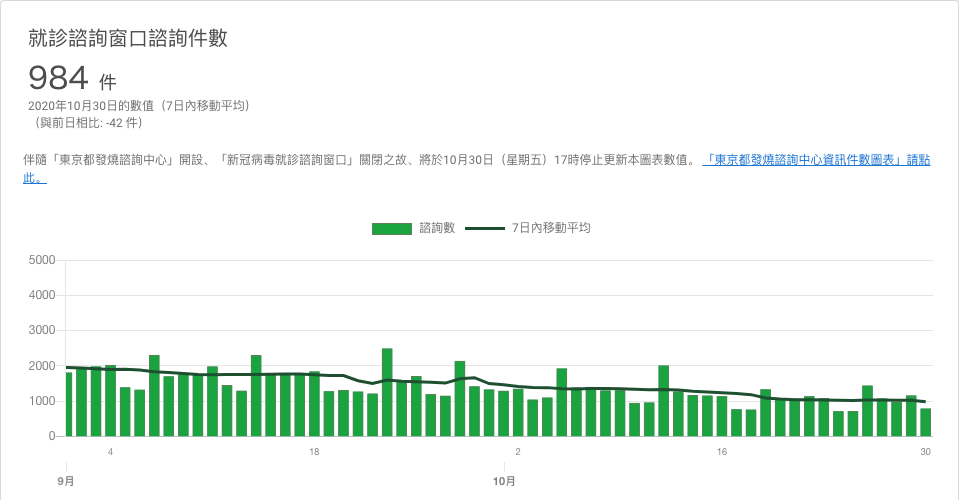 就診諮詢窗口諮詢件數
984 件
2020年10月30日的數值（7日內移動平均）
（與前日相比: -42 件）
伴隨「東京都發燒諮詢中心」開設、「新冠病毒就診諮詢窗口」關閉之故、將於10月30日（星期五）17時停止更新本圖表數值。「東京都發燒諮詢中心資訊件數圖表」請點
此。
諮詢數 7日內移動平均
5000
4000
3000
2000
1000
0
4 18 2 16 30
9月 10月